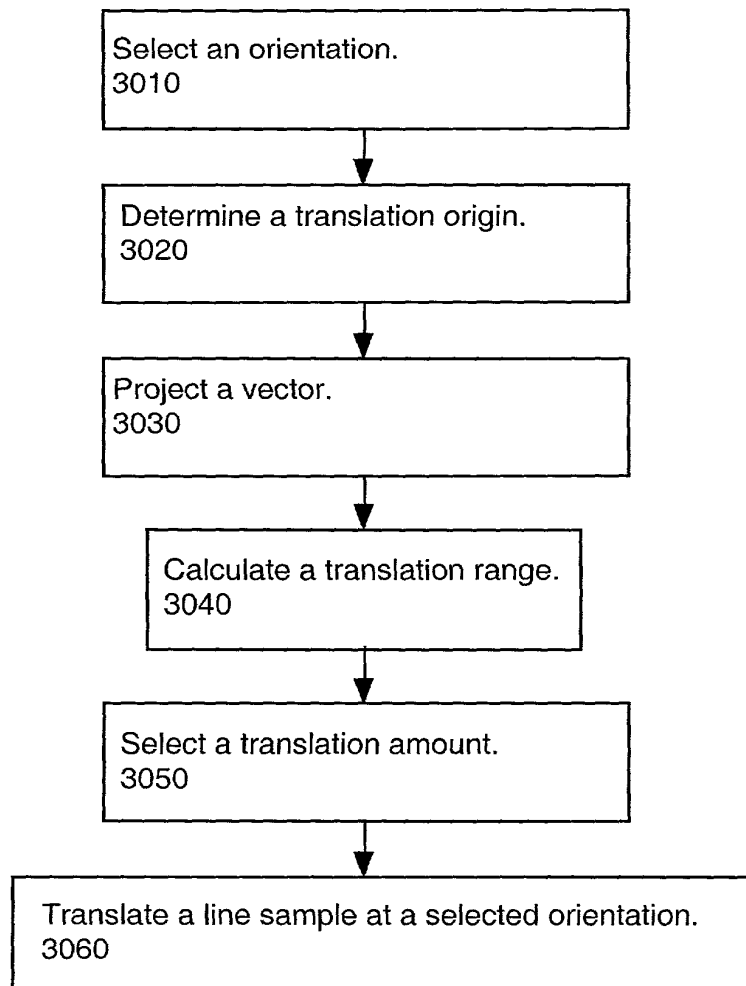 Select an orientation.
3010
Determine a translation origin.
3020
Project a vector.
3030
Calculate a translation range.
3040
Select a translation amount.
3050
Translate a line sample at a selected orientation.
3060